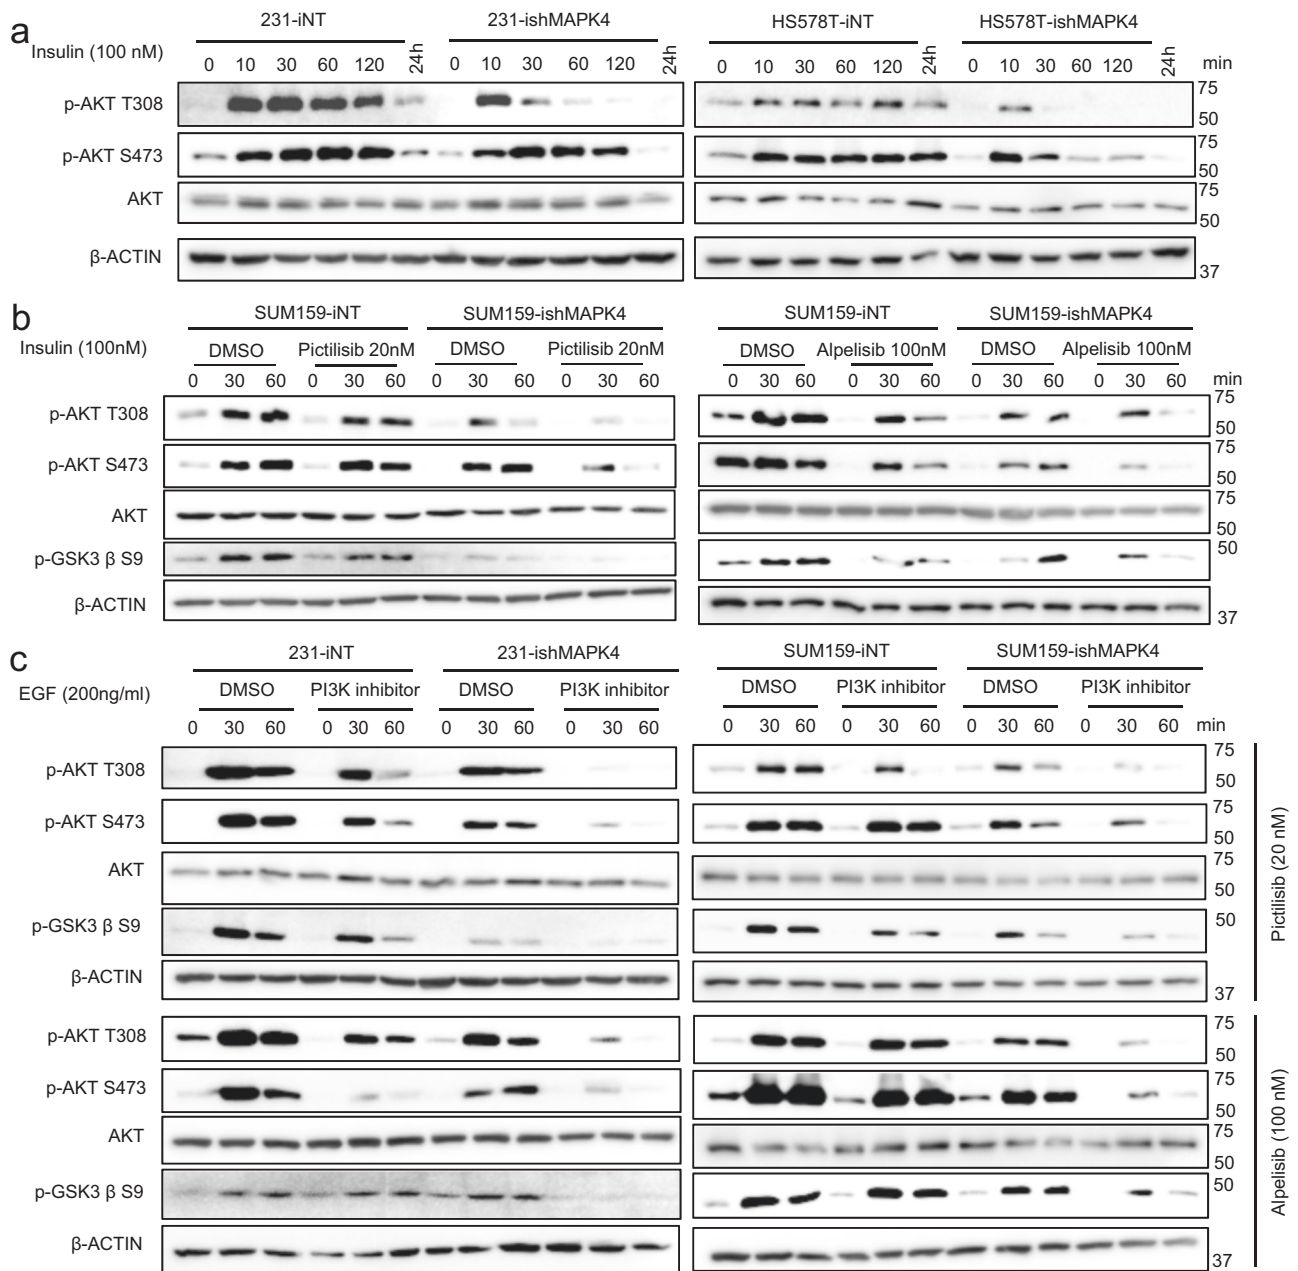 a
231-iNT 231-ishMAPK4 HS578T-iNT HS578T-ishMAPK4
Insulin (100 nM) 0 10 30 60 120 24h 0 10 30 60 120 24h 0 10 30 60 120 24h 0 10 30 60 120 24h min
p-AKT T308 75 50
p-AKT S473 75 50
AKT 75 50
β-ACTIN 37
b
SUM159-iNT SUM159-ishMAPK4 SUM159-iNT SUM159-ishMAPK4
Insulin (100nM) DMSO Pictilisib 20nM DMSO Pictilisib 20nM DMSO Alpelisib 100nM DMSO Alpelisib 100nM
0 30 60 0 30 60 0 30 60 0 30 60 0 30 60 0 30 60 0 30 60 0 30 60 min
p-AKT T308 75 50
p-AKT S473 75 50
AKT 75 50
p-GSK3 β S9 50
β-ACTIN 37
c
231-iNT 231-ishMAPK4 SUM159-iNT SUM159-ishMAPK4
EGF (200ng/ml) DMSO PI3K inhibitor DMSO PI3K inhibitor DMSO PI3K inhibitor DMSO PI3K inhibitor
0 30 60 0 30 60 0 30 60 0 30 60 0 30 60 0 30 60 0 30 60 0 30 60 min
p-AKT T308 75 50
p-AKT S473 75 50
AKT 75 50
p-GSK3 β S9 50
β-ACTIN 37
Pictilisib (20 nM)
p-AKT T308 75 50
p-AKT S473 75 50
AKT 75 50
p-GSK3 β S9 50
β-ACTIN 37
Alpelisib (100 nM)